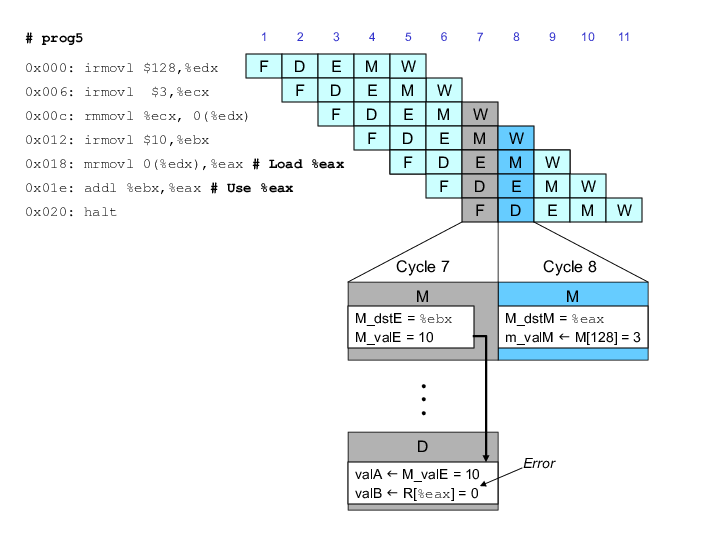 # prog5 1 2 3 4 5 6 7 8 9 10 11
0x000: irmovl $128,%edx F D E M W
0x006: irmovl  $3,%ecx F D E M W
0x00c: rmmovl %ecx, 0(%edx) F D E M W
0x012: irmovl $10,%ebx F D E M W
0x018: mrmovl 0(%edx),%eax # Load %eax F D E M W
0x01e: addl %ebx,%eax # Use %eax F D E M W
0x020: halt F D E M W
Cycle 7 Cycle 8
M M
M_dstE = %ebx M_dstM = %eax
M_valE = 10 m_valM ← M[128] = 3
D
Error
valA ← M_valE = 10
valB ← R[%eax] = 0